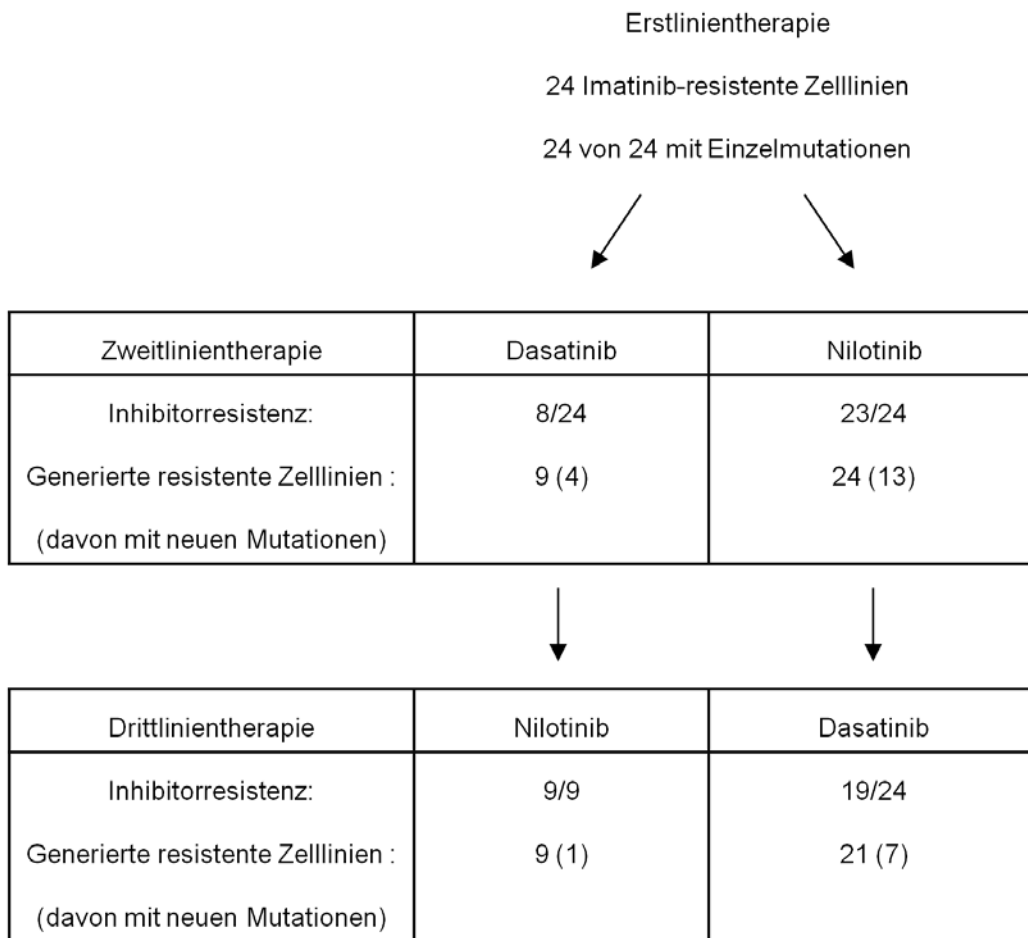 Erstlinientherapie
24 Imatinib-resistente Zelllinien
24 von 24 mit Einzelmutationen
Zweitlinientherapie Dasatinib Nilotinib
Inhibitorresistenz: 8/24 23/24
Generierte resistente Zelllinien : 9 (4) 24 (13)
(davon mit neuen Mutationen)
Drittlinientherapie Nilotinib Dasatinib
Inhibitorresistenz: 9/9 19/24
Generierte resistente Zelllinien : 9 (1) 21 (7)
(davon mit neuen Mutationen)